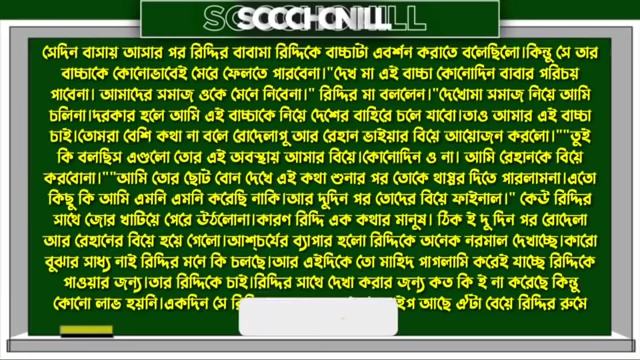 সেদিন বাসায় আসার পর রিদ্দির বাবামা রিদ্দিকে বাচ্চাটা এবর্শন করাতে বলেছিলো।কিন্তু সে তার
বাচ্চাকে কোনোভাবেই মেরে ফেলতে পারবেনা।"দেখ মা এই বাচ্চা কোনোদিন বাবার পরিচয়
পাবেনা। আমাদের সমাজ ওকে মেনে নিবেনা।" রিদ্দির মা বললেন।"দেখোমা সমাজ নিয়ে আমি
চলিনা।দরকার হলে আমি এই বাচ্চাকে নিয়ে দেশের বাহিরে চলে যাবো।তাও আমার এই বাচ্চা
চাই।তোমরা বেশি কথা না বলে রোদেলাপু আর রেহান ভাইয়ার বিয়ে আয়োজন করলো।""তুই
কি বলছিস এগুলো তোর এই অবস্থায় আমার বিয়ে।কোনোদিন ও না। আমি রেহানকে বিয়ে
করবোনা।""আমি তোর ছোট বোন দেখে এই কথা শুনার পর তোকে থাপ্পর দিতে পারলামনা।এতো
কিছু কি আমি এমনি এমনি করেছি নাকি।আর দুদিন পর তোদের বিয়ে ফাইনাল।" কেউ রিদ্দির
সাথে জোর খাটিয়ে পেরে উঠলোনা।কারণ রিদ্দি এক কথার মানুষ। ঠিক ই দু দিন পর রোদেলা
আর রেহানের বিয়ে হয়ে গেলো।আশ্চর্যের ব্যাপার হলো রিদ্দিকে অনেক নরমাল দেখাচ্ছে।কারো
বুঝার সাধ্য নাই রিদ্দির মনে কি চলছে।আর এইদিকে তো মাহিদ পাগলামি করেই যাচ্ছে রিদ্দিকে
পাওয়ার জন্য।তার রিদ্দিকে চাই।রিদ্দির সাথে দেখা করার জন্য কত কি ই না করেছে কিন্তু
কোনো লাভ হয়নি।একদিন সে আছে ঐটা বেয়ে রিদ্দির রুমে